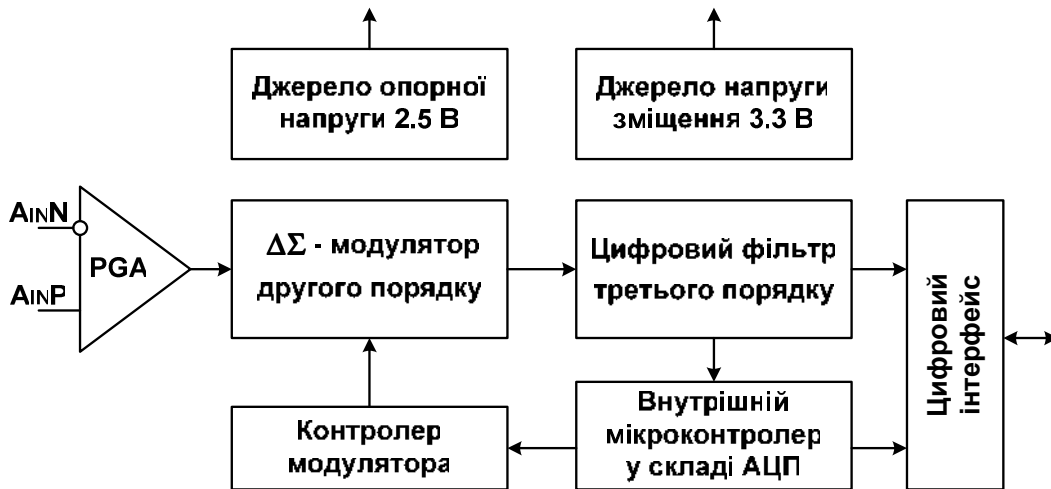 Джерело опорної
напруги 2.5 В
Джерело напруги
зміщення 3.3 В
AINN
PGA
AINP
ΔΣ - модулятор
другого порядку
Цифровий фільтр
третього порядку
Цифровий
інтерфейс
Контролер
модулятора
Внутрішній
мікроконтролер
у складі АЦП